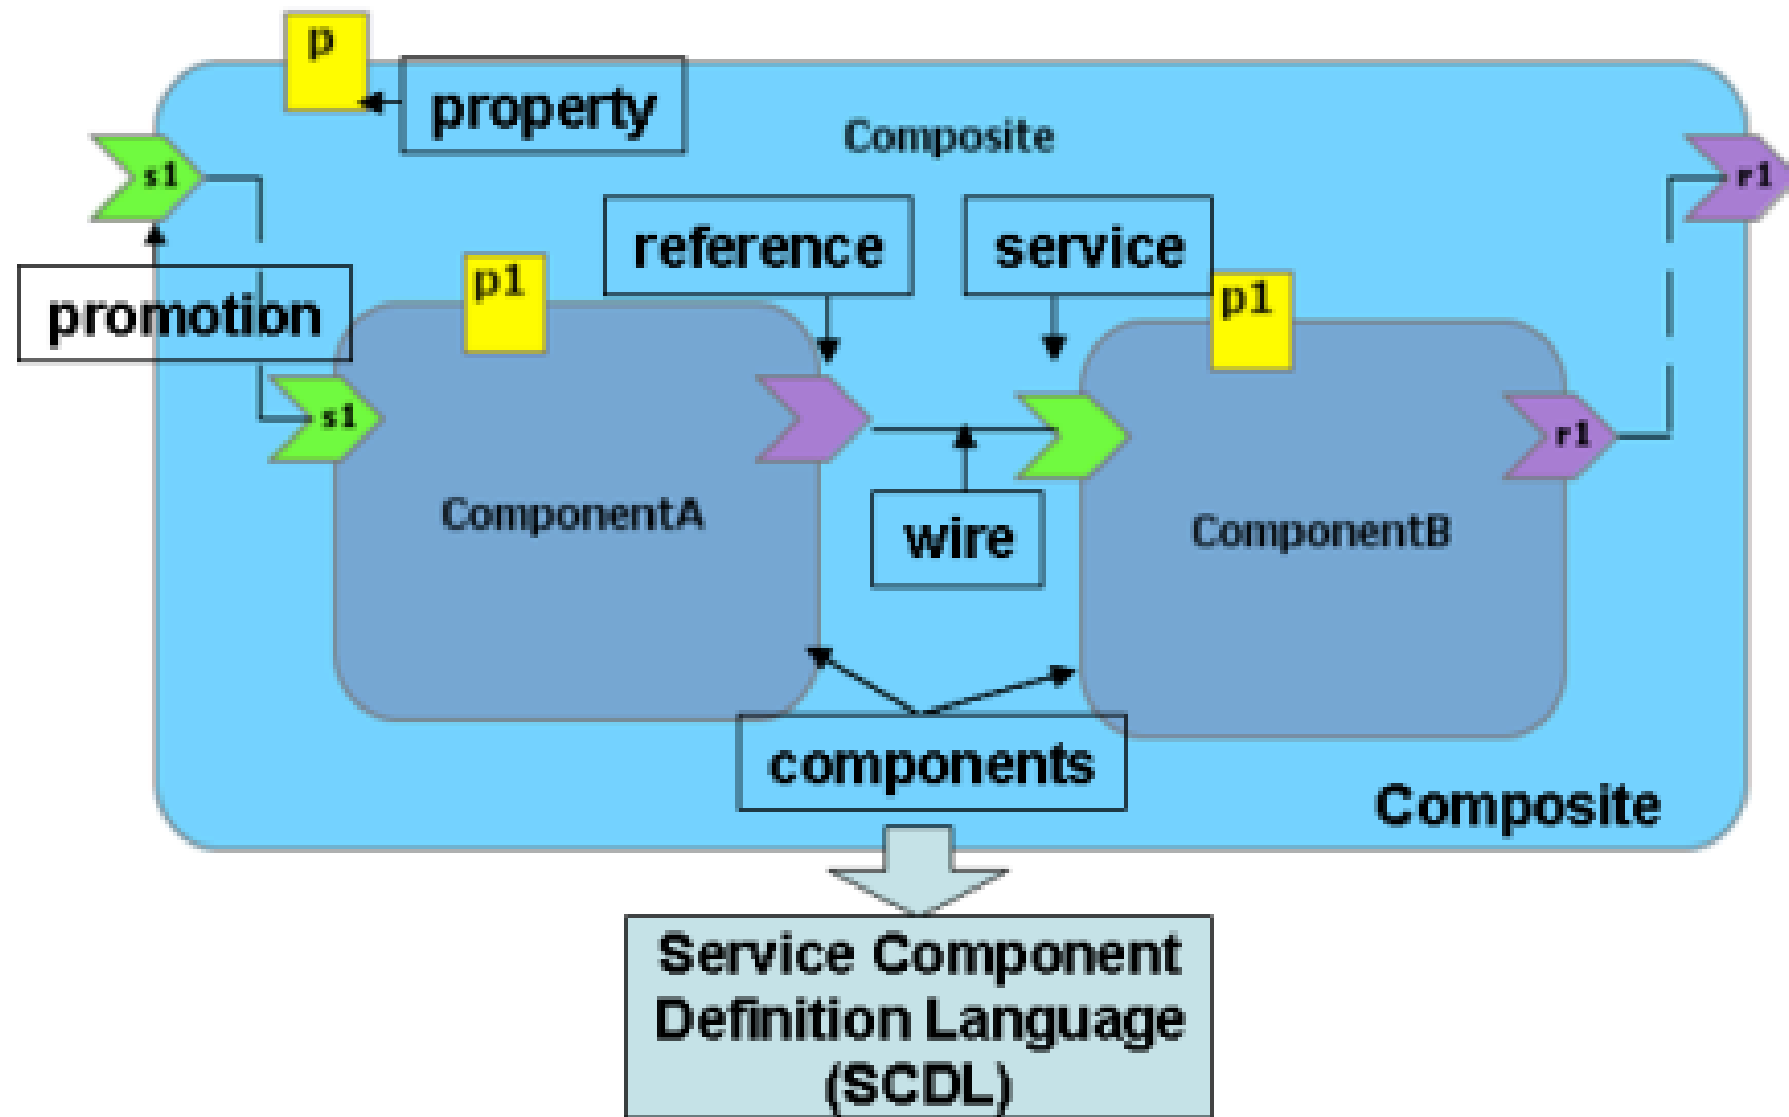 p
property
Composite
s1
r1
reference
service
promotion
p1
p1
s1
r1
ComponentA
wire
ComponentB
components
Composite
Service Component
Definition Language
(SCDL)